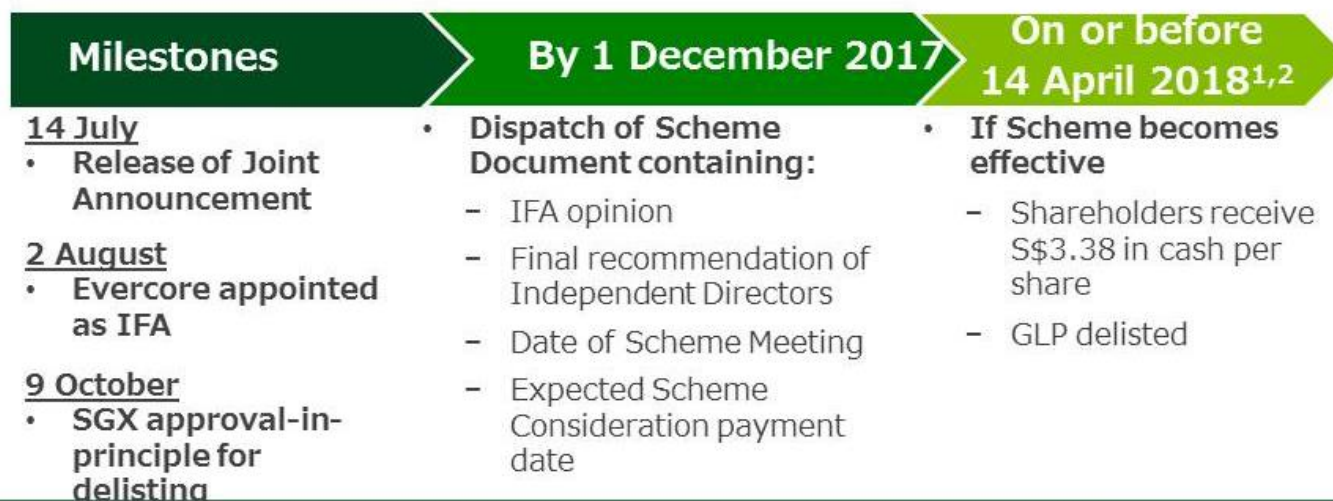 Milestones
By 1 December 2017
On or before
14 April 2018¹,²
14 July
• Release of Joint
Announcement
2 August
• Evercore appointed
as IFA
9 October
• SGX approval-in-
principle for
delisting
• Dispatch of Scheme
Document containing:
– IFA opinion
– Final recommendation of
Independent Directors
– Date of Scheme Meeting
– Expected Scheme
Consideration payment
date
• If Scheme becomes
effective
– Shareholders receive
S$3.38 in cash per
share
– GLP delisted